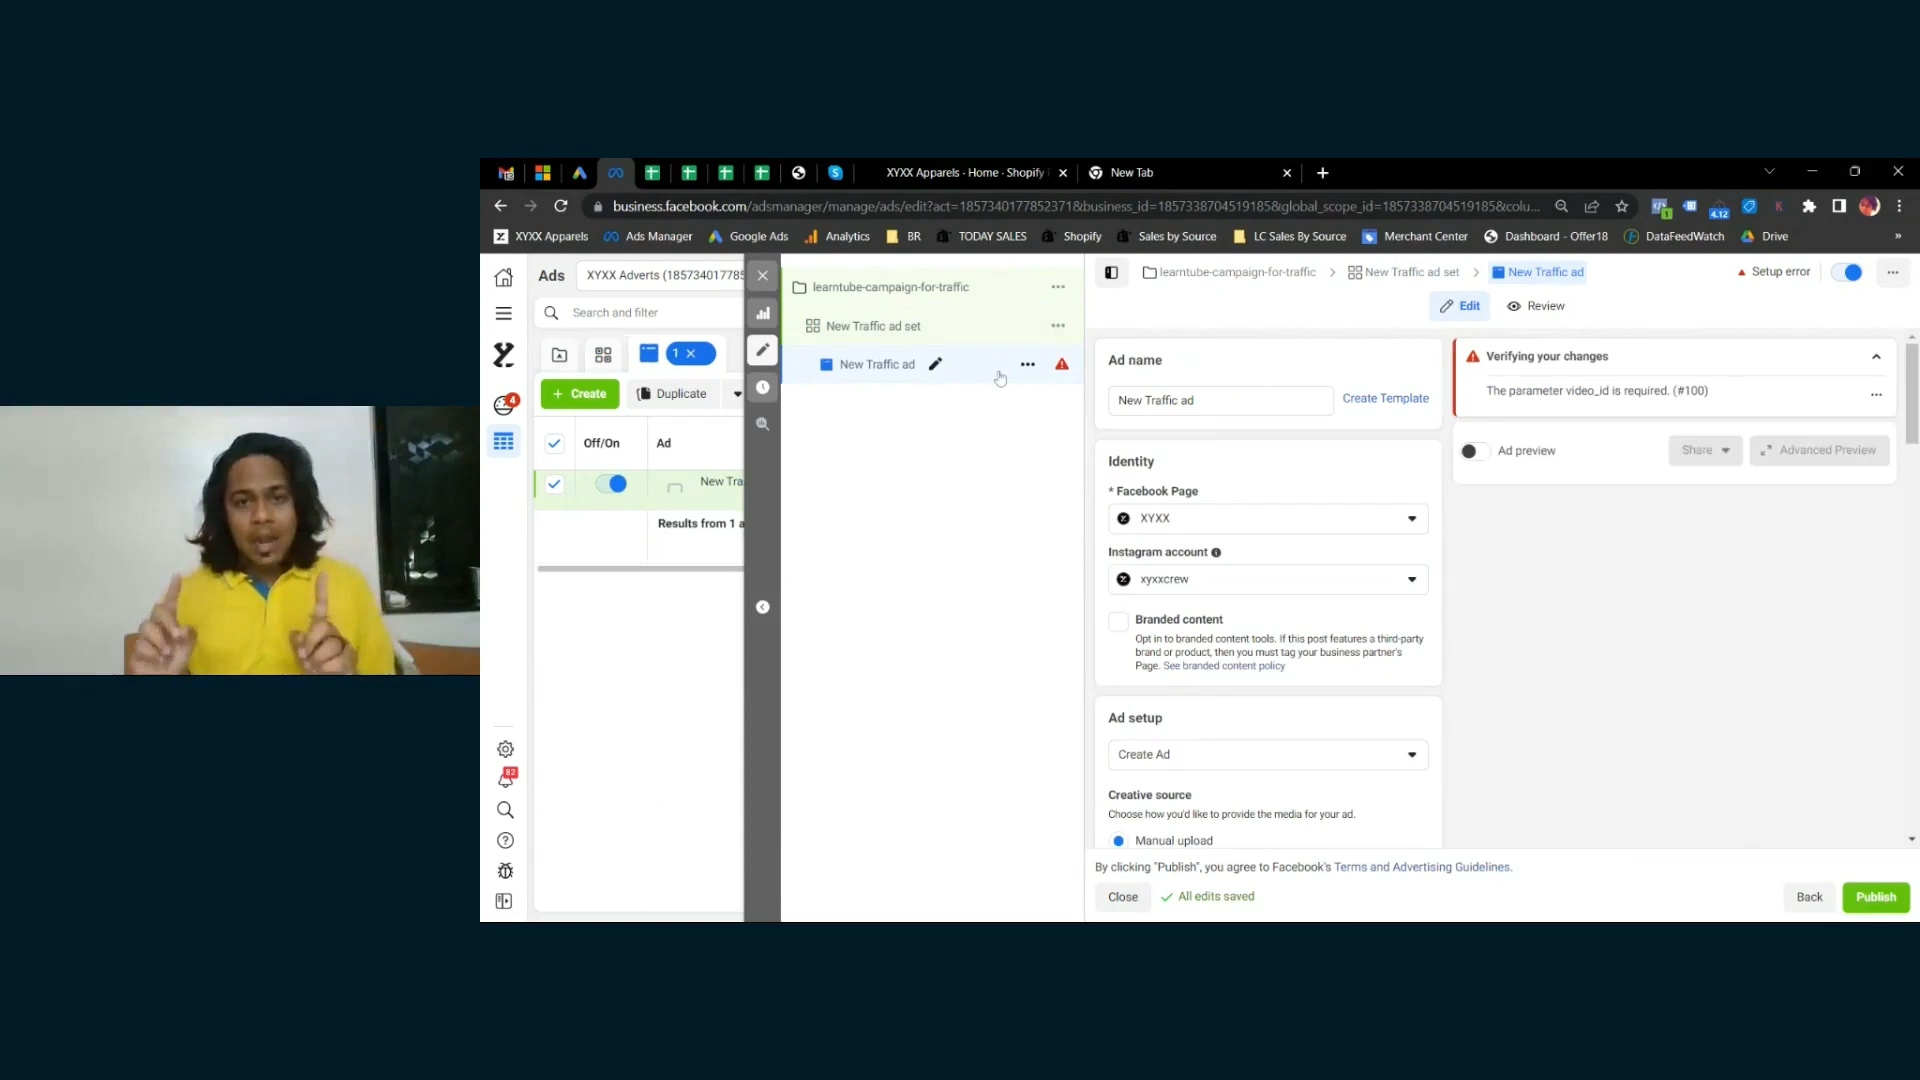 XYXX Apparels - Home - Shopify
New Tab
business.facebook.com/adsmanager/manage/ads/edit?act=1857340177852371&business_id=1857338704519185&global_scope_id=1857338704519185&colu...
1
4.12
K
XYXX Apparels
Ads Manager
Google Ads
Analytics
BR
TODAY SALES
Shopify
Sales by Source
LC Sales By Source
Merchant Center
Dashboard - Offer18
DataFeedWatch
Drive
»
Ads
XYXX Adverts (185734017785
Search and filter
1 ×
+ Create
Duplicate
Off/On
Ad
New Tra
Results from 1 a
4
82
learntube-campaign-for-traffic
New Traffic ad set
New Traffic ad
learntube-campaign-for-traffic > New Traffic ad set > New Traffic ad
Setup error
Edit
Review
Ad name
New Traffic ad
Create Template
Identity
* Facebook Page
XYXX
Instagram account
xyxxcrew
Branded content
Opt in to branded content tools. If this post features a third-party
brand or product, then you must tag your business partner's
Page. See branded content policy
Ad setup
Create Ad
Creative source
Choose how you'd like to provide the media for your ad.
Manual upload
Verifying your changes
The parameter video_id is required. (#100)
Ad preview
Share
Advanced Preview
By clicking "Publish", you agree to Facebook's Terms and Advertising Guidelines.
Close
All edits saved
Back
Publish